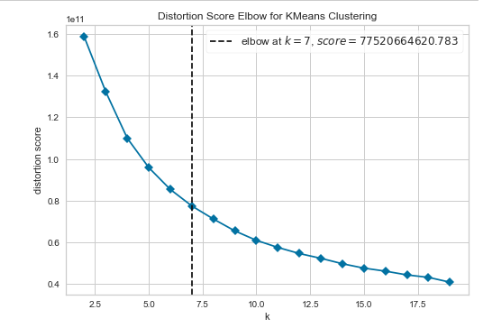 Distortion Score Elbow for KMeans Clustering
1e11
elbow at k = 7, score = 77520664620.783
1.6
1.4
1.2
1.0
0.8
0.6
0.4
distortion score
2.5 5.0 7.5 10.0 12.5 15.0 17.5
k